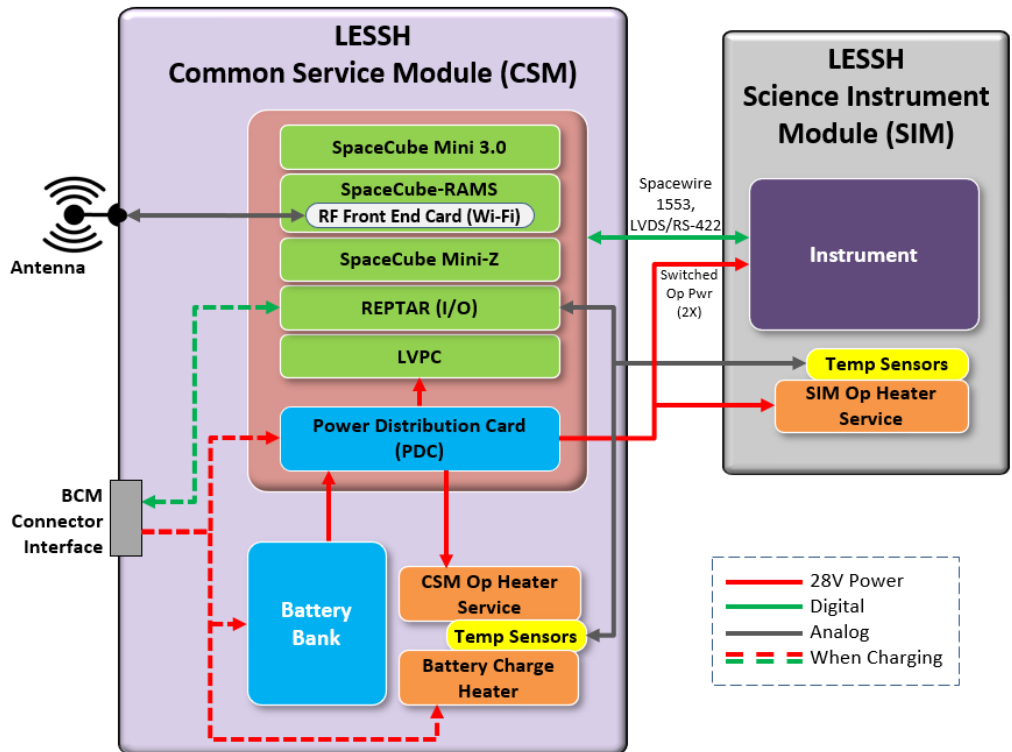 LESSH
Common Service Module (CSM)
SpaceCube Mini 3.0
SpaceCube-RAMS
RF Front End Card (Wi-Fi)
SpaceCube Mini-Z
REPTAR (I/O)
LVPC
Power Distribution Card
(PDC)
Antenna
BCM
Connector
Interface
Battery
Bank
CSM Op Heater
Service
Temp Sensors
Battery Charge
Heater
Spacewire
1553,
LVDS/RS-422
Switched
Op Pwr
(2X)
LESSH
Science Instrument
Module (SIM)
Instrument
Temp Sensors
SIM Op Heater
Service
28V Power
Digital
Analog
When Charging